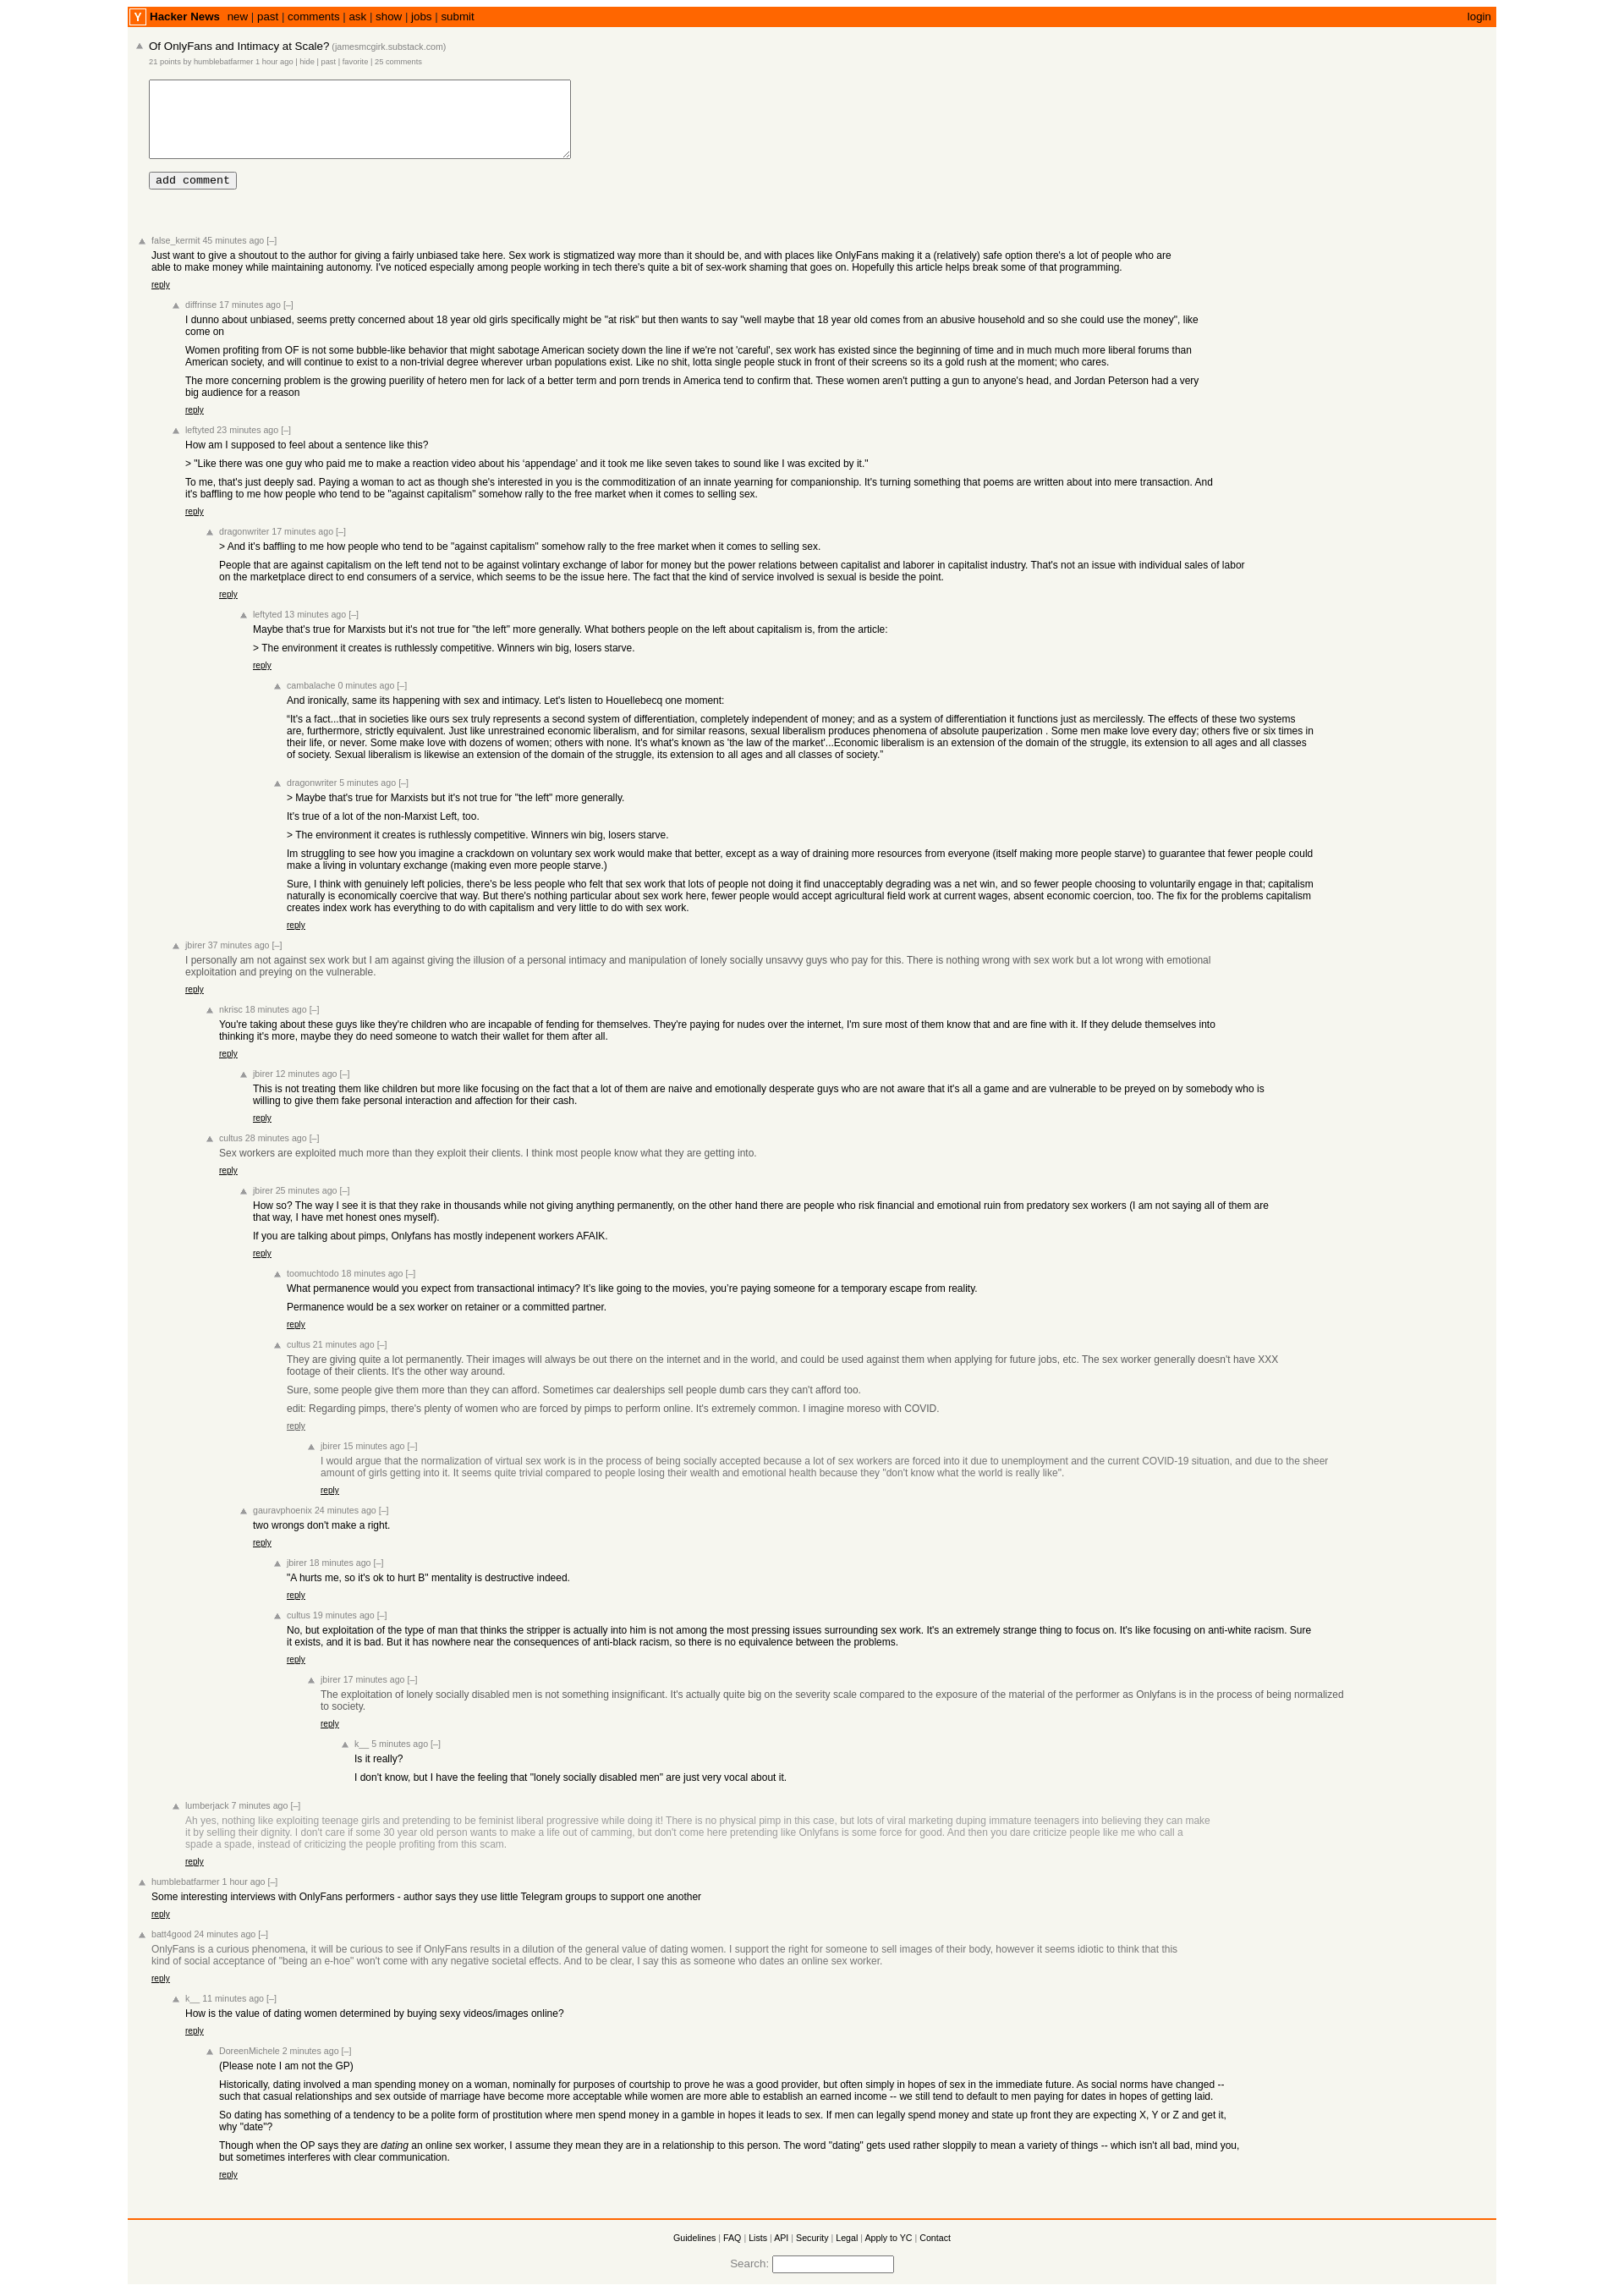 Y Hacker News new | past | comments | ask | show | jobs | submit login
Of OnlyFans and Intimacy at Scale? (jamesmcgirk.substack.com)
21 points by humblebatfarmer 1 hour ago | hide | past | favorite | 25 comments
add comment
false_kermit 45 minutes ago [–]
Just want to give a shoutout to the author for giving a fairly unbiased take here. Sex work is stigmatized way more than it should be, and with places like OnlyFans making it a (relatively) safe option there's a lot of people who are
able to make money while maintaining autonomy. I've noticed especially among people working in tech there's quite a bit of sex-work shaming that goes on. Hopefully this article helps break some of that programming.
reply
diffrinse 17 minutes ago [–]
I dunno about unbiased, seems pretty concerned about 18 year old girls specifically might be "at risk" but then wants to say "well maybe that 18 year old comes from an abusive household and so she could use the money", like
come on
Women profiting from OF is not some bubble-like behavior that might sabotage American society down the line if we're not 'careful', sex work has existed since the beginning of time and in much much more liberal forums than
American society, and will continue to exist to a non-trivial degree wherever urban populations exist. Like no shit, lotta single people stuck in front of their screens so its a gold rush at the moment; who cares.
The more concerning problem is the growing puerility of hetero men for lack of a better term and porn trends in America tend to confirm that. These women aren't putting a gun to anyone's head, and Jordan Peterson had a very
big audience for a reason
reply
leftyted 23 minutes ago [–]
How am I supposed to feel about a sentence like this?
> "Like there was one guy who paid me to make a reaction video about his ‘appendage’ and it took me like seven takes to sound like I was excited by it."
To me, that's just deeply sad. Paying a woman to act as though she's interested in you is the commoditization of an innate yearning for companionship. It's turning something that poems are written about into mere transaction. And
it's baffling to me how people who tend to be "against capitalism" somehow rally to the free market when it comes to selling sex.
reply
dragonwriter 17 minutes ago [–]
> And it's baffling to me how people who tend to be "against capitalism" somehow rally to the free market when it comes to selling sex.
People that are against capitalism on the left tend not to be against volintary exchange of labor for money but the power relations between capitalist and laborer in capitalist industry. That's not an issue with individual sales of labor
on the marketplace direct to end consumers of a service, which seems to be the issue here. The fact that the kind of service involved is sexual is beside the point.
reply
leftyted 13 minutes ago [–]
Maybe that's true for Marxists but it's not true for "the left" more generally. What bothers people on the left about capitalism is, from the article:
> The environment it creates is ruthlessly competitive. Winners win big, losers starve.
reply
cambalache 0 minutes ago [–]
And ironically, same its happening with sex and intimacy. Let's listen to Houellebecq one moment:
“It's a fact...that in societies like ours sex truly represents a second system of differentiation, completely independent of money; and as a system of differentiation it functions just as mercilessly. The effects of these two systems
are, furthermore, strictly equivalent. Just like unrestrained economic liberalism, and for similar reasons, sexual liberalism produces phenomena of absolute pauperization . Some men make love every day; others five or six times in
their life, or never. Some make love with dozens of women; others with none. It's what's known as 'the law of the market'...Economic liberalism is an extension of the domain of the struggle, its extension to all ages and all classes
of society. Sexual liberalism is likewise an extension of the domain of the struggle, its extension to all ages and all classes of society.”
dragonwriter 5 minutes ago [–]
> Maybe that's true for Marxists but it's not true for "the left" more generally.
It's true of a lot of the non-Marxist Left, too.
> The environment it creates is ruthlessly competitive. Winners win big, losers starve.
Im struggling to see how you imagine a crackdown on voluntary sex work would make that better, except as a way of draining more resources from everyone (itself making more people starve) to guarantee that fewer people could
make a living in voluntary exchange (making even more people starve.)
Sure, I think with genuinely left policies, there's be less people who felt that sex work that lots of people not doing it find unacceptably degrading was a net win, and so fewer people choosing to voluntarily engage in that; capitalism
naturally is economically coercive that way. But there's nothing particular about sex work here, fewer people would accept agricultural field work at current wages, absent economic coercion, too. The fix for the problems capitalism
creates index work has everything to do with capitalism and very little to do with sex work.
reply
jbirer 37 minutes ago [–]
I personally am not against sex work but I am against giving the illusion of a personal intimacy and manipulation of lonely socially unsavvy guys who pay for this. There is nothing wrong with sex work but a lot wrong with emotional
exploitation and preying on the vulnerable.
reply
nkrisc 18 minutes ago [–]
You're taking about these guys like they're children who are incapable of fending for themselves. They're paying for nudes over the internet, I'm sure most of them know that and are fine with it. If they delude themselves into
thinking it's more, maybe they do need someone to watch their wallet for them after all.
reply
jbirer 12 minutes ago [–]
This is not treating them like children but more like focusing on the fact that a lot of them are naive and emotionally desperate guys who are not aware that it's all a game and are vulnerable to be preyed on by somebody who is
willing to give them fake personal interaction and affection for their cash.
reply
cultus 28 minutes ago [–]
Sex workers are exploited much more than they exploit their clients. I think most people know what they are getting into.
reply
jbirer 25 minutes ago [–]
How so? The way I see it is that they rake in thousands while not giving anything permanently, on the other hand there are people who risk financial and emotional ruin from predatory sex workers (I am not saying all of them are
that way, I have met honest ones myself).
If you are talking about pimps, Onlyfans has mostly indepenent workers AFAIK.
reply
toomuchtodo 18 minutes ago [–]
What permanence would you expect from transactional intimacy? It’s like going to the movies, you’re paying someone for a temporary escape from reality.
Permanence would be a sex worker on retainer or a committed partner.
reply
cultus 21 minutes ago [–]
They are giving quite a lot permanently. Their images will always be out there on the internet and in the world, and could be used against them when applying for future jobs, etc. The sex worker generally doesn't have XXX
footage of their clients. It's the other way around.
Sure, some people give them more than they can afford. Sometimes car dealerships sell people dumb cars they can't afford too.
edit: Regarding pimps, there's plenty of women who are forced by pimps to perform online. It's extremely common. I imagine moreso with COVID.
reply
jbirer 15 minutes ago [–]
I would argue that the normalization of virtual sex work is in the process of being socially accepted because a lot of sex workers are forced into it due to unemployment and the current COVID-19 situation, and due to the sheer
amount of girls getting into it. It seems quite trivial compared to people losing their wealth and emotional health because they "don't know what the world is really like".
reply
gauravphoenix 24 minutes ago [–]
two wrongs don't make a right.
reply
jbirer 18 minutes ago [–]
"A hurts me, so it's ok to hurt B" mentality is destructive indeed.
reply
cultus 19 minutes ago [–]
No, but exploitation of the type of man that thinks the stripper is actually into him is not among the most pressing issues surrounding sex work. It's an extremely strange thing to focus on. It's like focusing on anti-white racism. Sure
it exists, and it is bad. But it has nowhere near the consequences of anti-black racism, so there is no equivalence between the problems.
reply
jbirer 17 minutes ago [–]
The exploitation of lonely socially disabled men is not something insignificant. It's actually quite big on the severity scale compared to the exposure of the material of the performer as Onlyfans is in the process of being normalized
to society.
reply
k__ 5 minutes ago [–]
Is it really?
I don't know, but I have the feeling that "lonely socially disabled men" are just very vocal about it.
lumberjack 7 minutes ago [–]
Ah yes, nothing like exploiting teenage girls and pretending to be feminist liberal progressive while doing it! There is no physical pimp in this case, but lots of viral marketing duping immature teenagers into believing they can make
it by selling their dignity. I don't care if some 30 year old person wants to make a life out of camming, but don't come here pretending like Onlyfans is some force for good. And then you dare criticize people like me who call a
spade a spade, instead of criticizing the people profiting from this scam.
reply
humblebatfarmer 1 hour ago [–]
Some interesting interviews with OnlyFans performers - author says they use little Telegram groups to support one another
reply
batt4good 24 minutes ago [–]
OnlyFans is a curious phenomena, it will be curious to see if OnlyFans results in a dilution of the general value of dating women. I support the right for someone to sell images of their body, however it seems idiotic to think that this
kind of social acceptance of "being an e-hoe" won't come with any negative societal effects. And to be clear, I say this as someone who dates an online sex worker.
reply
k__ 11 minutes ago [–]
How is the value of dating women determined by buying sexy videos/images online?
reply
DoreenMichele 2 minutes ago [–]
(Please note I am not the GP)
Historically, dating involved a man spending money on a woman, nominally for purposes of courtship to prove he was a good provider, but often simply in hopes of sex in the immediate future. As social norms have changed --
such that casual relationships and sex outside of marriage have become more acceptable while women are more able to establish an earned income -- we still tend to default to men paying for dates in hopes of getting laid.
So dating has something of a tendency to be a polite form of prostitution where men spend money in a gamble in hopes it leads to sex. If men can legally spend money and state up front they are expecting X, Y or Z and get it,
why "date"?
Though when the OP says they are dating an online sex worker, I assume they mean they are in a relationship to this person. The word "dating" gets used rather sloppily to mean a variety of things -- which isn't all bad, mind you,
but sometimes interferes with clear communication.
reply
Guidelines | FAQ | Lists | API | Security | Legal | Apply to YC | Contact
Search: